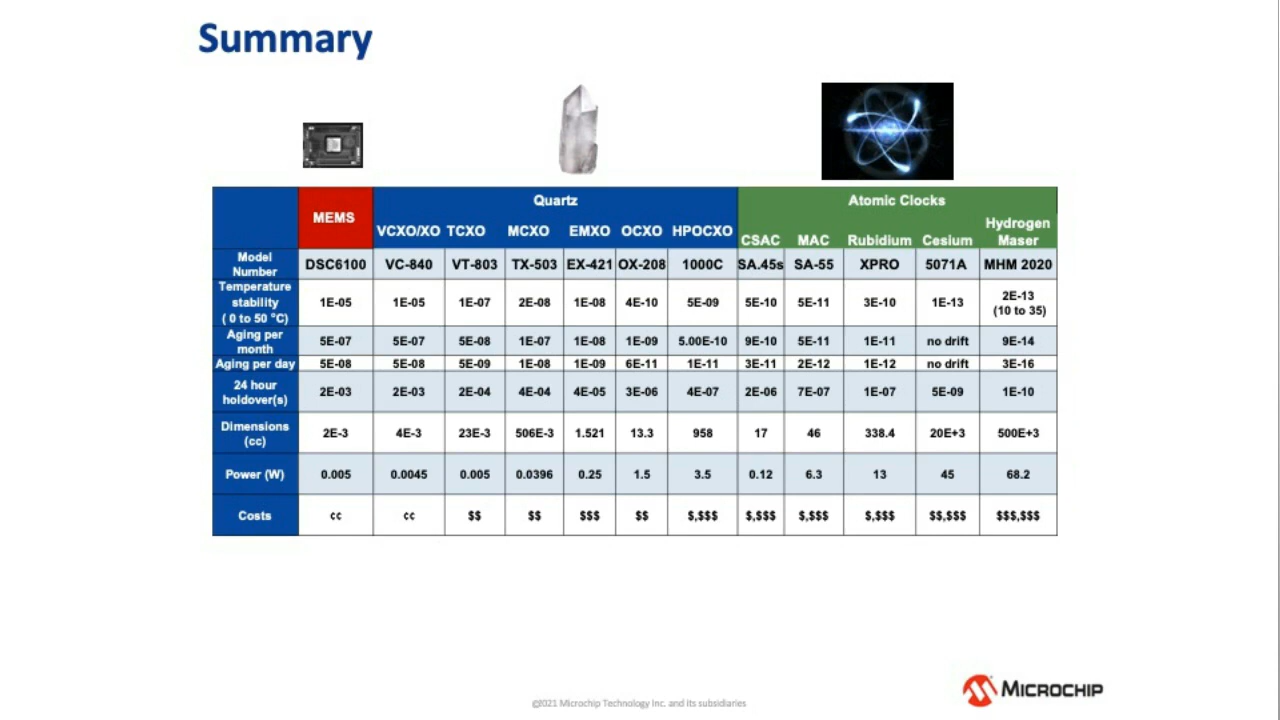 Summary
MEMS Quartz Atomic Clocks
VCXO/XO TCXO MCXO EMXO OCXO HPOCXO CSAC MAC Rubidium Cesium Hydrogen Maser
Model Number DSC6100 VC-840 VT-803 TX-503 EX-421 OX-208 1000C SA.45s SA-55 XPRO 5071A MHM 2020
Temperature stability ( 0 to 50 °C) 1E-05 1E-05 1E-07 2E-08 1E-08 4E-10 5E-09 5E-10 5E-11 3E-10 1E-13 2E-13 (10 to 35)
Aging per month 5E-07 5E-07 5E-08 1E-07 1E-08 1E-09 5.00E-10 9E-10 5E-11 1E-11 no drift 9E-14
Aging per day 5E-08 5E-08 5E-09 1E-08 1E-09 6E-11 1E-11 3E-11 2E-12 1E-12 no drift 3E-16
24 hour holdover(s) 2E-03 2E-03 2E-04 4E-04 4E-05 3E-06 4E-07 2E-06 7E-07 1E-07 5E-09 1E-10
Dimensions (cc) 2E-3 4E-3 23E-3 506E-3 1.521 13.3 958 17 46 338.4 20E+3 500E+3
Power (W) 0.005 0.0045 0.005 0.0396 0.25 1.5 3.5 0.12 6.3 13 45 68.2
Costs ¢¢ ¢¢ $$ $$ $$$ $$ $,$$$ $,$$$ $,$$$ $,$$$ $$,$$$ $$$,$$$
©2021 Microchip Technology Inc. and its subsidiaries
MICROCHIP